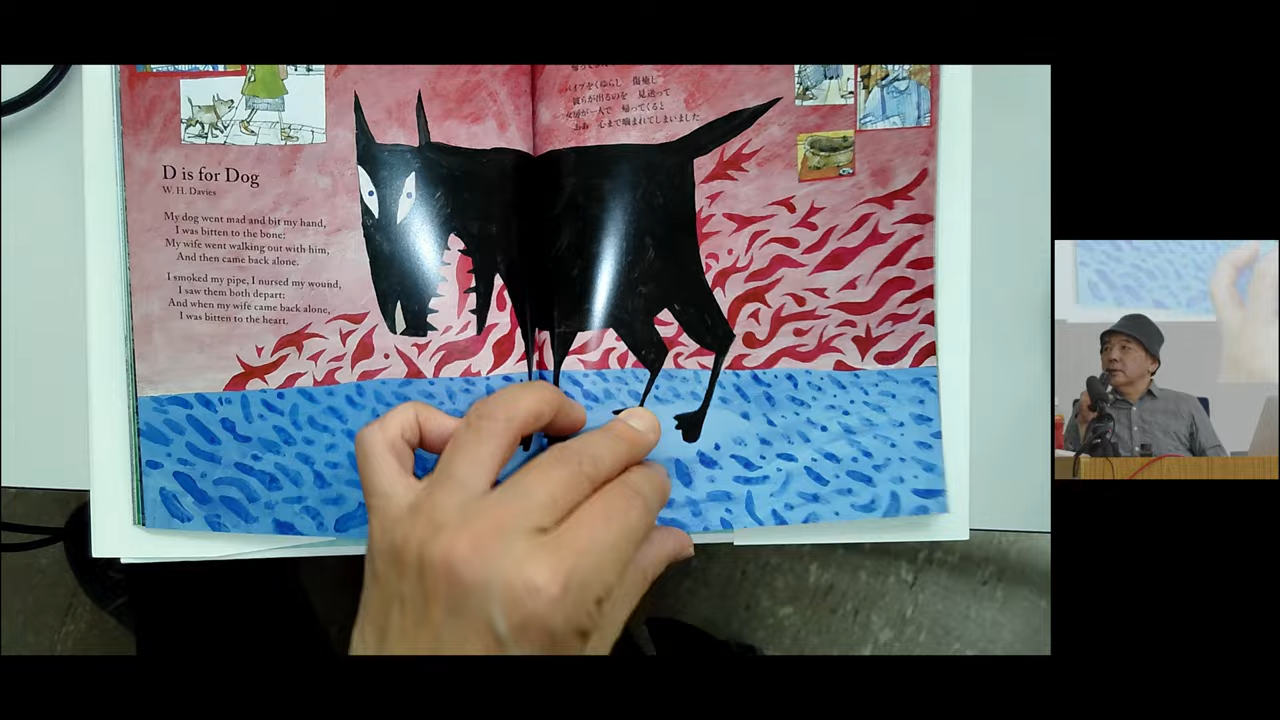 D is for Dog
W. H. Davies
My dog went mad and bit my hand,
I was bitten to the bone:
My wife went walking out with him,
And then came back alone.
I smoked my pipe, I nursed my wound,
I saw them both depart:
And when my wife came back alone,
I was bitten to the heart.
パイプをくゆらし 傷癒し
彼らが出るのを 見送って
女房が一人で 帰ってくると
ああ 心まで噛まれてしまいました